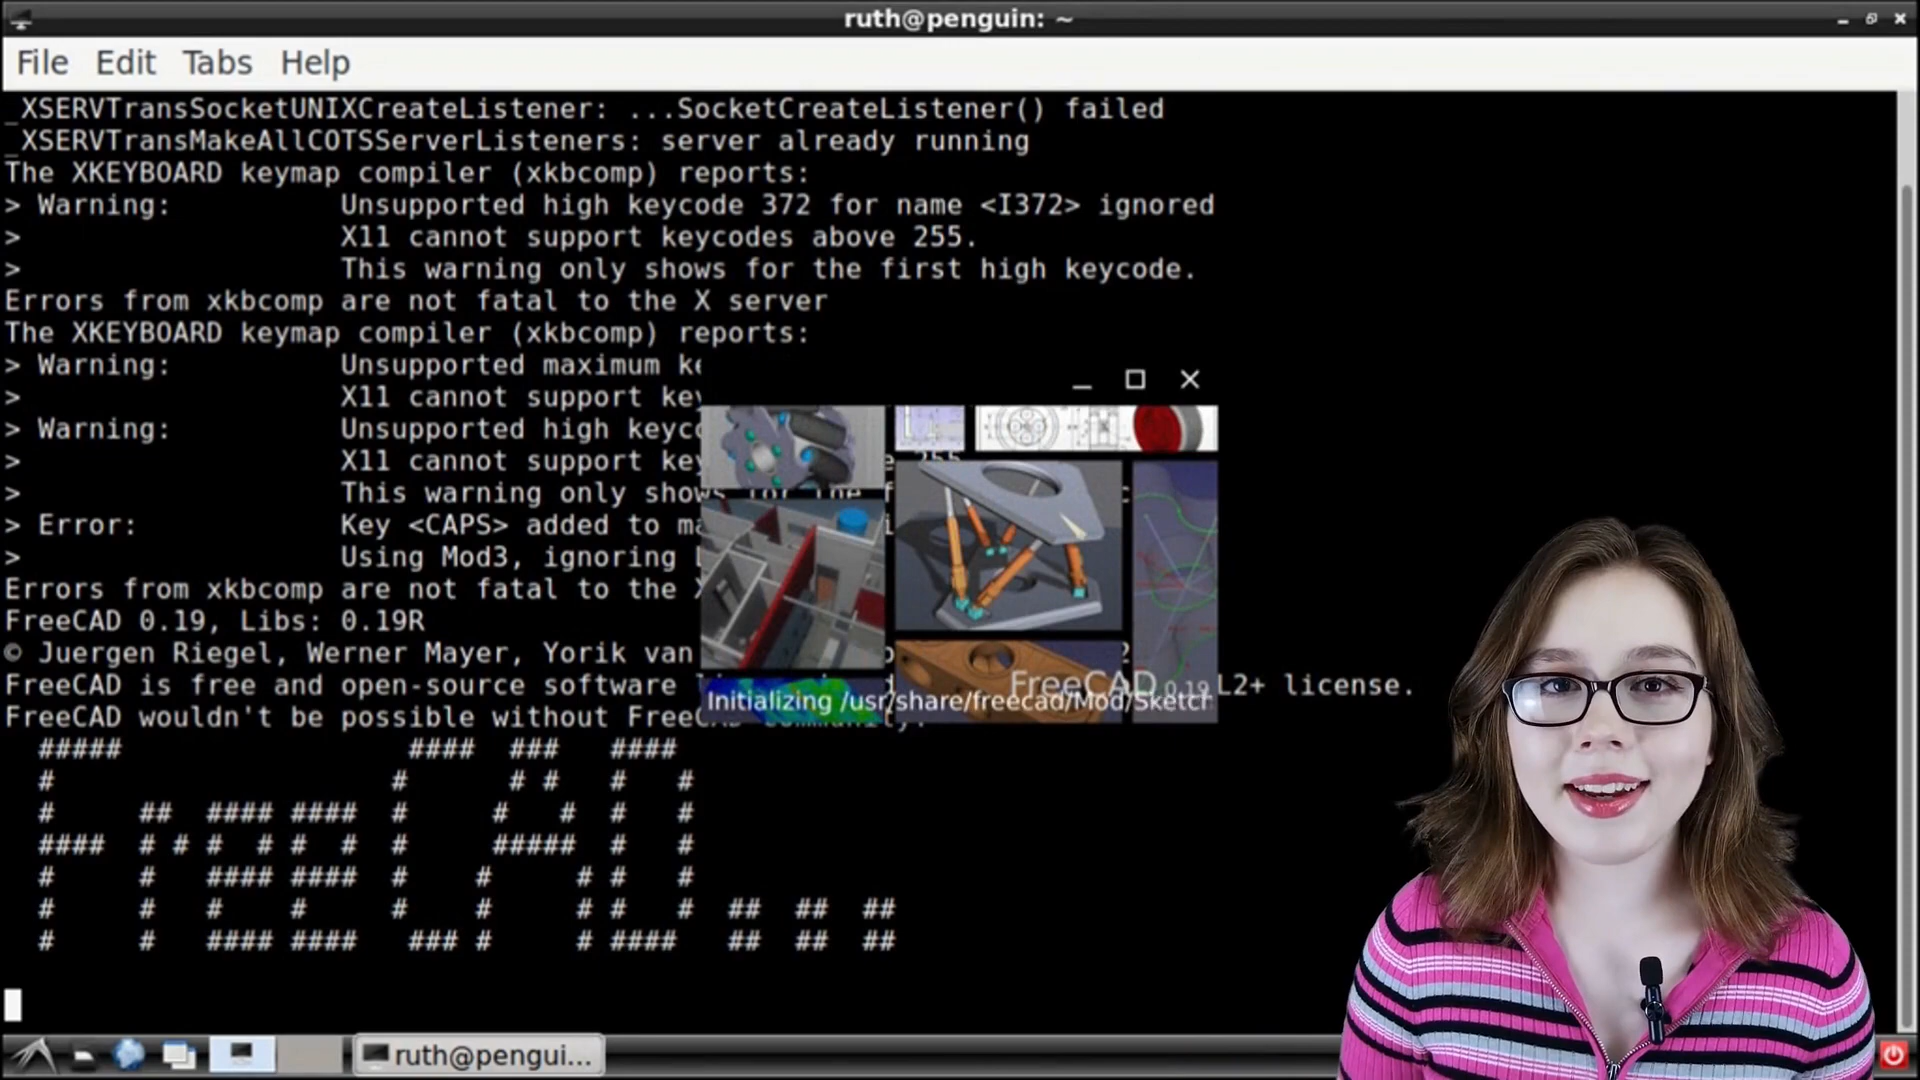 ruth@penguin: ~
File Edit Tabs Help
_XSERVTransSocketUNIXCreateListener: ...SocketCreateListener() failed
_XSERVTransMakeAllCOTSServerListeners: server already running
The XKEYBOARD keymap compiler (xkbcomp) reports:
> Warning: Unsupported high keycode 372 for name <I372> ignored
> X11 cannot support keycodes above 255.
> This warning only shows for the first high keycode.
Errors from xkbcomp are not fatal to the X server
The XKEYBOARD keymap compiler (xkbcomp) reports:
> Warning: Unsupported maximum
> X11 cannot support
> Warning: Unsupported high
> X11 cannot support
> This warning only shows for the
> Error: Key <CAPS> added to
> Using Mod3, ignoring
Errors from xkbcomp are not fatal to the
FreeCAD 0.19, Libs: 0.19R
© Juergen Riegel, Werner Mayer, Yorik van
FreeCAD is free and open-source software L2+ license.
FreeCAD wouldn't be possible without FreeCAD community.
FreeCAD 0.19
Initializing /usr/share/freecad/Mod/Sketch
FreeCAD...
ruth@pengui...